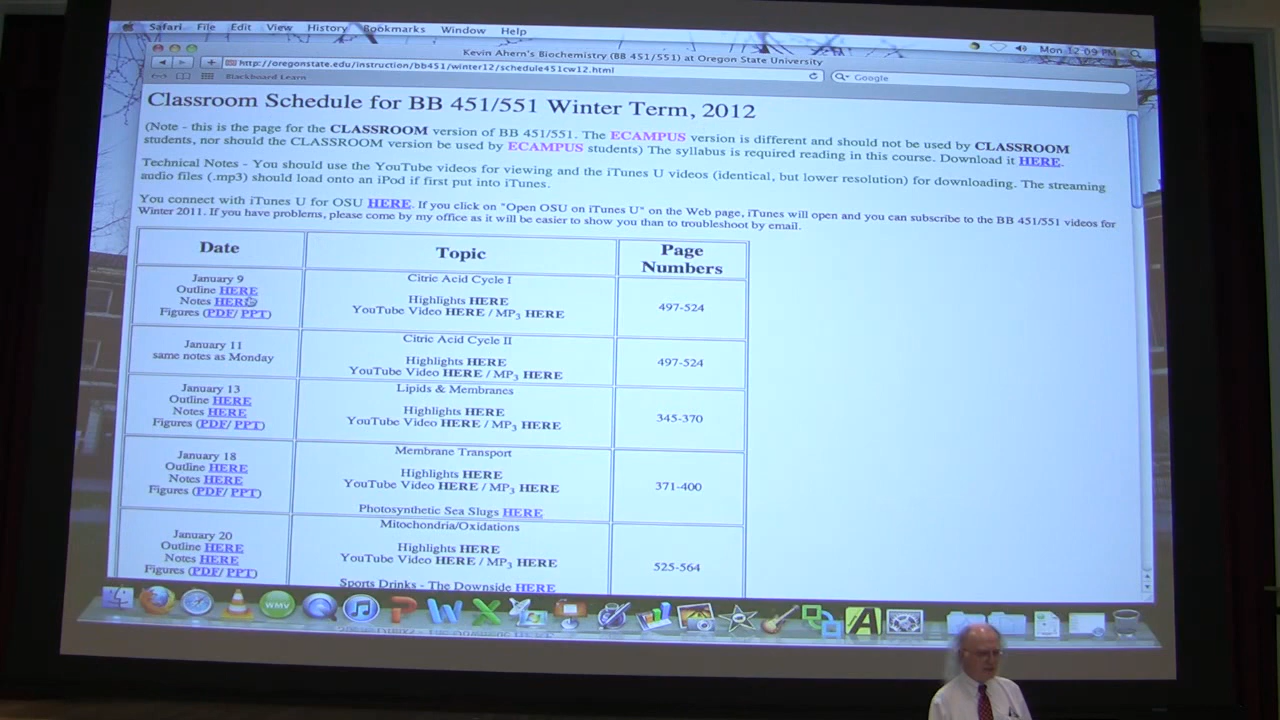 Safari File Edit View History Bookmarks Window Help Mon 12:09 PM
Kevin Ahern's Biochemistry (BB 451/551) at Oregon State University
http://oregonstate.edu/instruction/bb451/winter12/schedule451cw12.html
Google
Blackboard Learn
Classroom Schedule for BB 451/551 Winter Term, 2012
(Note - this is the page for the CLASSROOM version of BB 451/551. The ECAMPUS version is different and should not be used by CLASSROOM
students, nor should the CLASSROOM version be used by ECAMPUS students) The syllabus is required reading in this course. Download it HERE.
Technical Notes - You should use the YouTube videos for viewing and the iTunes U videos (identical, but lower resolution) for downloading. The streaming
audio files (.mp3) should load onto an iPod if first put into iTunes.
You connect with iTunes U for OSU HERE. If you click on "Open OSU on iTunes U" on the Web page, iTunes will open and you can subscribe to the BB 451/551 videos for
Winter 2011. If you have problems, please come by my office as it will be easier to show you than to troubleshoot by email.
Date Topic Page
Numbers
January 9
Outline HERE
Notes HERE
Figures (PDF/ PPT)
Citric Acid Cycle I
Highlights HERE
YouTube Video HERE / MP3 HERE
497-524
January 11
same notes as Monday
Citric Acid Cycle II
Highlights HERE
YouTube Video HERE / MP3 HERE
497-524
January 13
Outline HERE
Notes HERE
Figures (PDF/ PPT)
Lipids & Membranes
Highlights HERE
YouTube Video HERE / MP3 HERE
345-370
January 18
Outline HERE
Notes HERE
Figures (PDF/ PPT)
Membrane Transport
Highlights HERE
YouTube Video HERE / MP3 HERE
Photosynthetic Sea Slugs HERE
371-400
January 20
Outline HERE
Notes HERE
Figures (PDF/ PPT)
Mitochondria/Oxidations
Highlights HERE
YouTube Video HERE / MP3 HERE
Sports Drinks - The Downside HERE
525-564
WMV